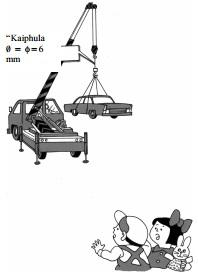 “Kaiphula
Ø = ϕ=6
mm